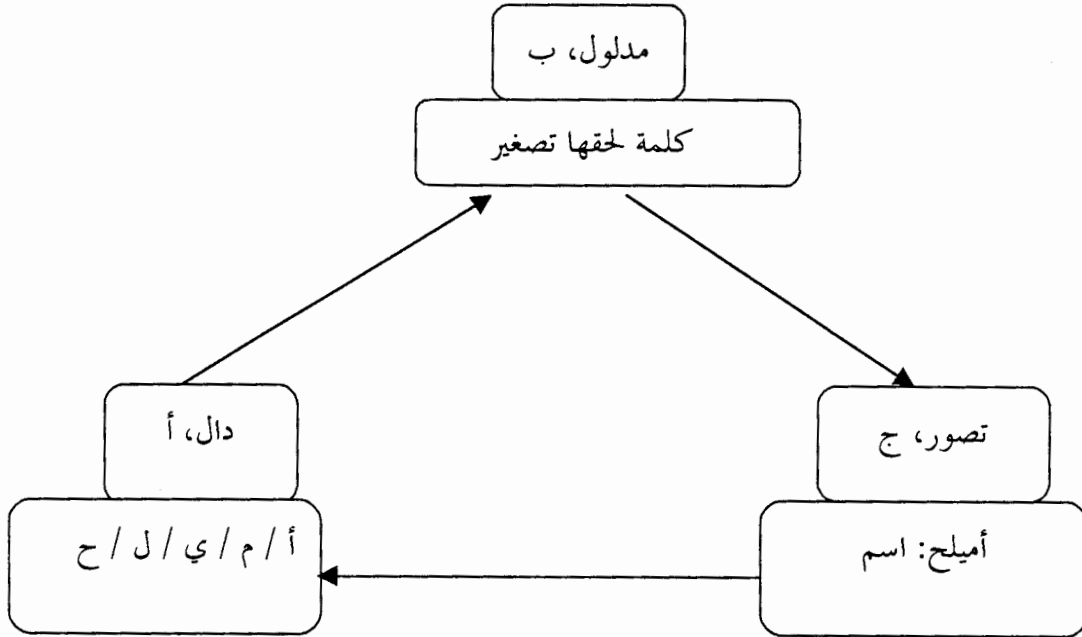 مدلول، ب
كلمة لحقها تصغير
تصور، ج
أميلح: اسم
دال، أ
أ / م / ي / ل / ح